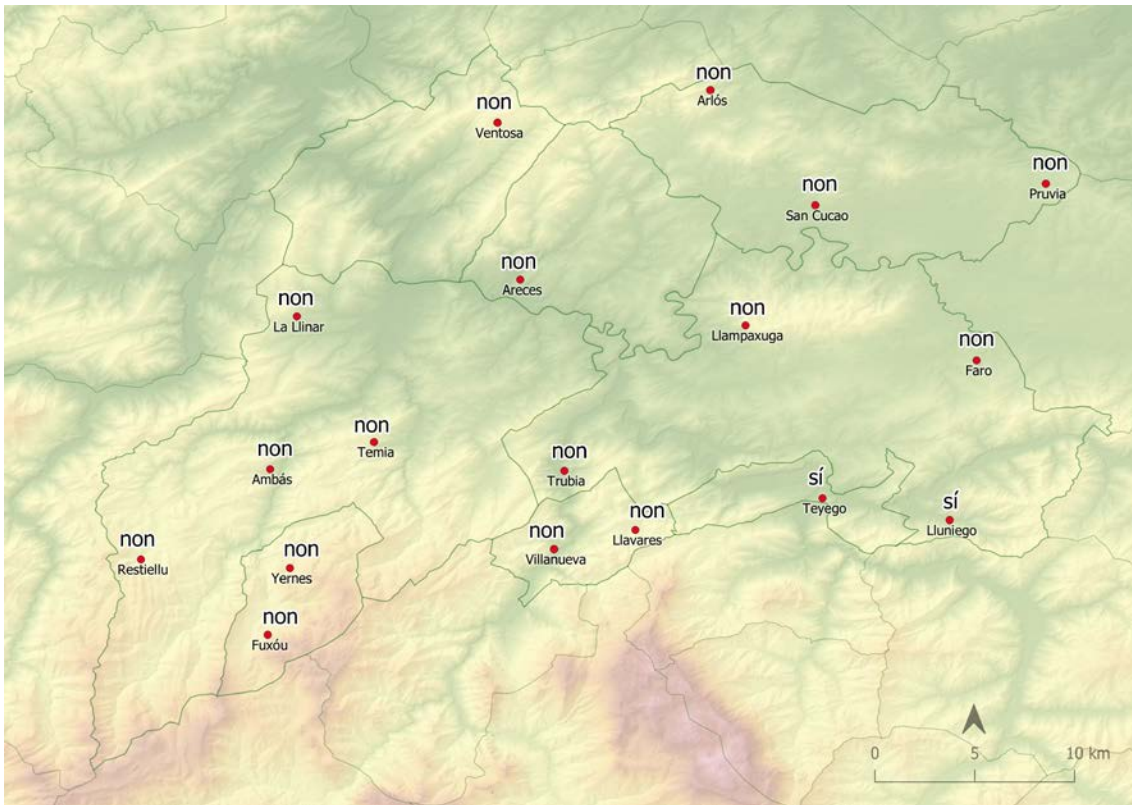 non
Arlós
non
Ventosa
non
Pruvia
non
San Cucao
non
Areces
non
La Llinar
non
Llampaxuga
non
Faro
non
Temia
non
Ambás
non
Trubia
sí
Teyego
sí
Lluniego
non
Llavares
non
Villanueva
non
Restiellu
non
Yernes
non
Fuxóu
0 5 10 km